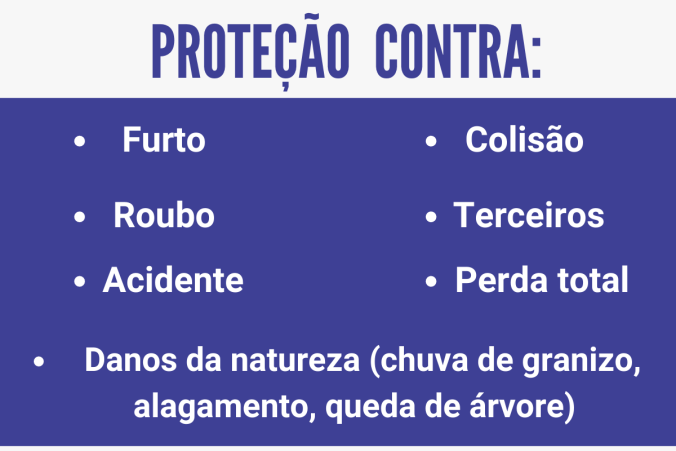 PROTEÇÃO CONTRA:
• Furto
• Colisão
• Roubo
• Terceiros
• Acidente
• Perda total
• Danos da natureza (chuva de granizo,
alagamento, queda de árvore)